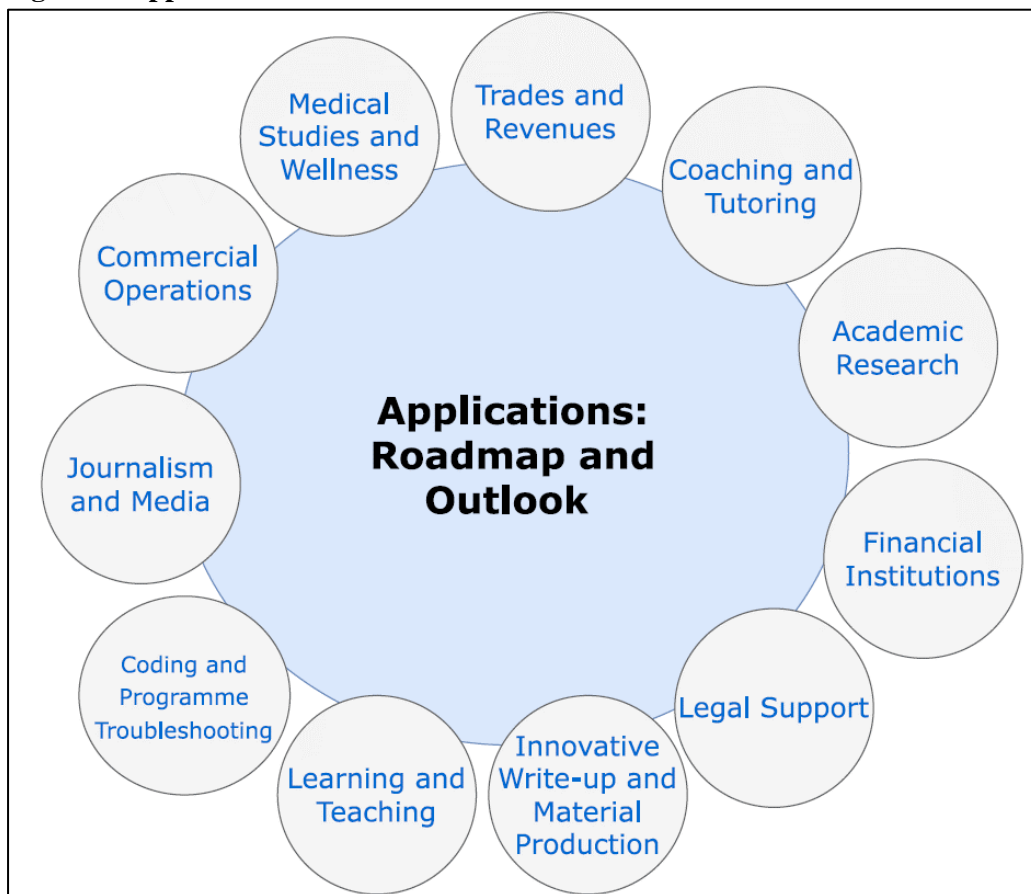 Trades and
Revenues
Coaching and
Tutoring
Academic
Research
Financial
Institutions
Legal Support
Innovative
Write-up and
Material
Production
Learning and
Teaching
Coding and
Programme
Troubleshooting
Journalism
and Media
Commercial
Operations
Medical
Studies and
Wellness
Applications:
Roadmap and
Outlook